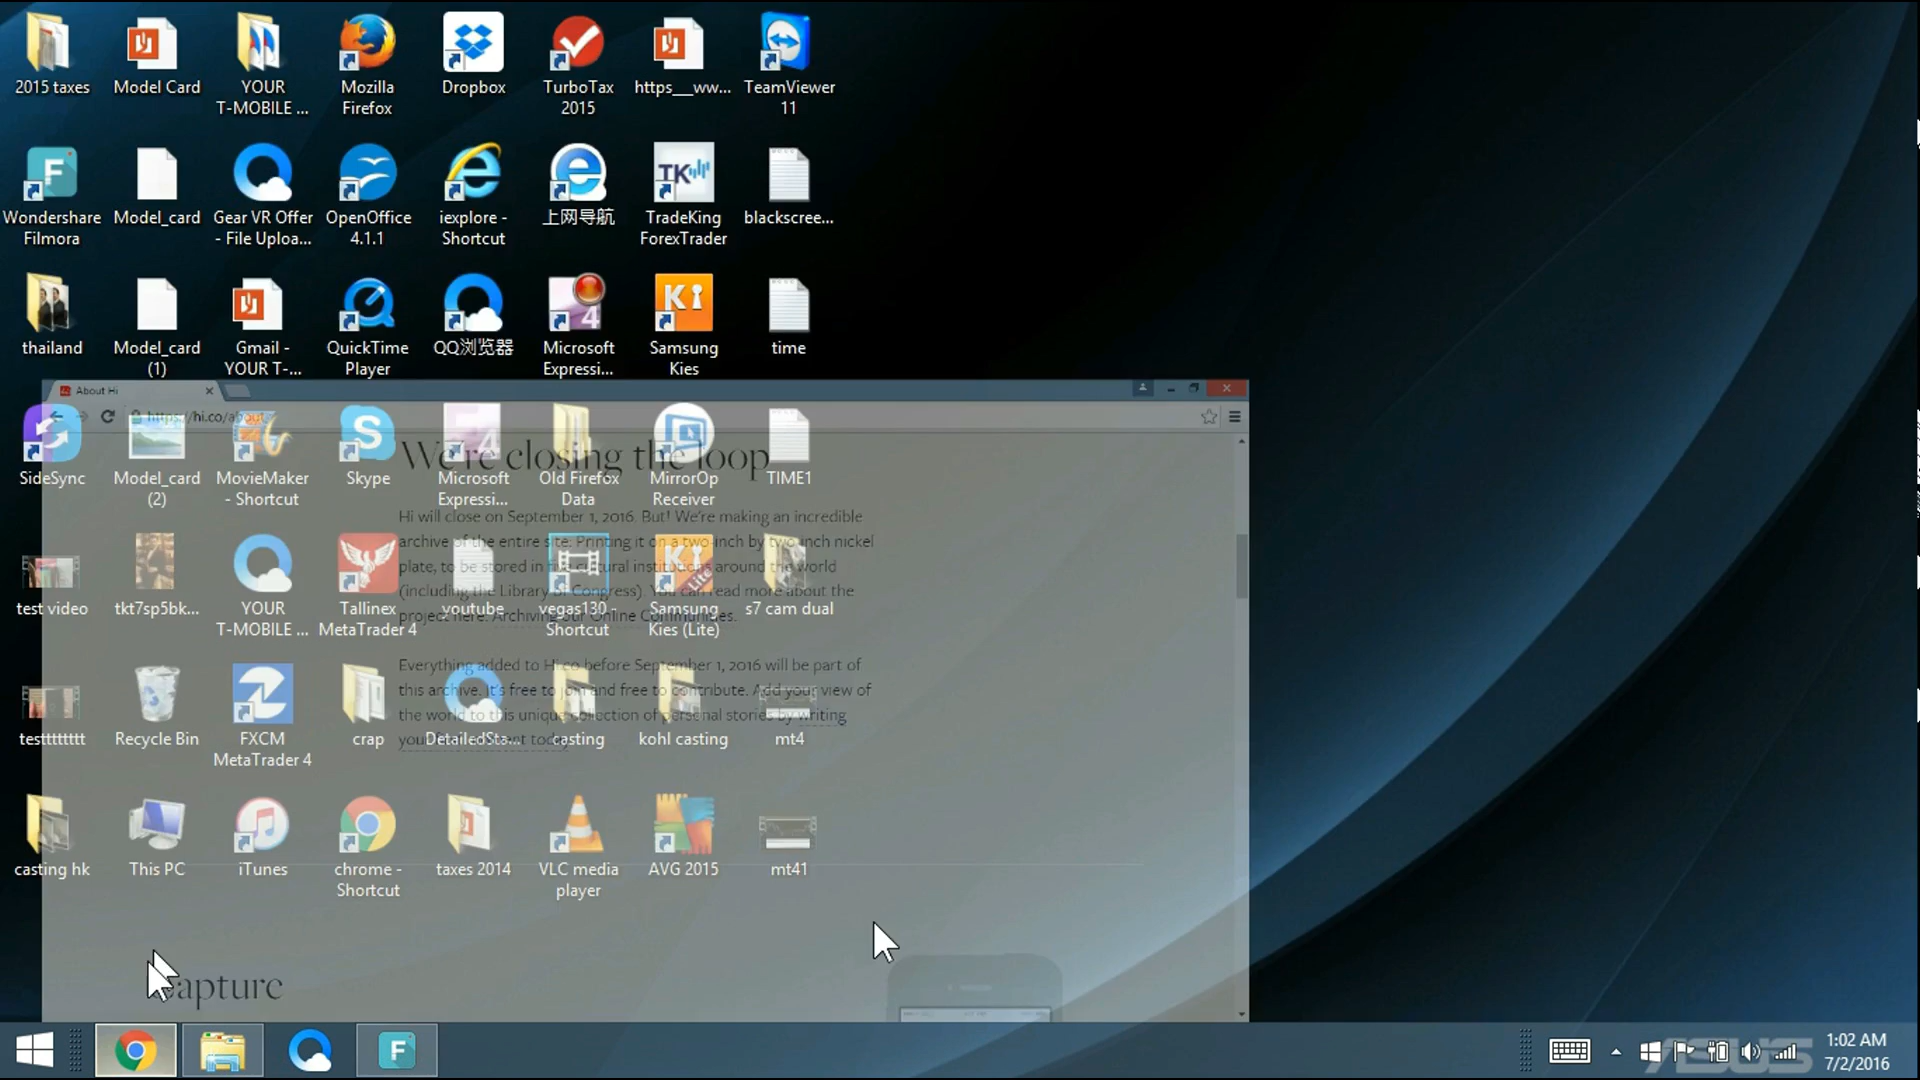 2015 taxes
Model Card
YOUR
T-MOBILE ...
Mozilla
Firefox
Dropbox
TurboTax
2015
https__ww...
TeamViewer
11
Wondershare
Filmora
Model_card
Gear VR Offer
- File Uploa...
OpenOffice
4.1.1
iexplore -
Shortcut
上网导航
TK
TradeKing
ForexTrader
blackscree...
thailand
Model_card
(1)
Gmail -
YOUR T-...
QuickTime
Player
QQ浏览器
Microsoft
Expressi...
Samsung
Kies
time
About Hi
https://hi.co/about
SideSync
Model_card
(2)
MovieMaker
- Shortcut
Skype
Microsoft
Expressi...
Old Firefox
Data
MirrorOp
Receiver
TIME1
We're closing the loop
Hi will close on September 1, 2016. But! We're making an incredible
archive of the entire site. Printing it on a two-inch by two-inch nickel
plate, to be stored in five cultural institutions around the world
(including the Library of Congress). You can read more about the
project here: Archiving our Online Communities.
test video
tkt7sp5bk...
YOUR
T-MOBILE ...
Tallinex
MetaTrader 4
youtube
vegas130 -
Shortcut
Samsung
Kies (Lite)
s7 cam dual
Everything added to Hi.co before September 1, 2016 will be part of
this archive. It's free to join and free to contribute. Add your view of
the world to this unique collection of personal stories by writing
your moment today
testttttttt
Recycle Bin
FXCM
MetaTrader 4
crap
DetailedSta...
casting
kohl casting
mt4
casting hk
This PC
iTunes
chrome -
Shortcut
taxes 2014
VLC media
player
AVG 2015
mt41
Capture
ASUS
1:02 AM
7/2/2016